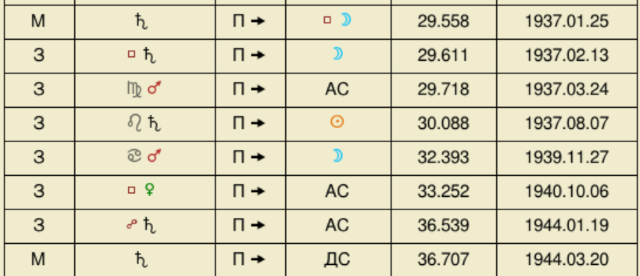 М ♄ П → □ ☽ 29.558 1937.01.25
З □ ♄ П → ☽ 29.611 1937.02.13
З ♍ ♂ П → АС 29.718 1937.03.24
З ♌ ♄ П → ☉ 30.088 1937.08.07
З ♋ ♂ П → ☽ 32.393 1939.11.27
З □ ♀ П → АС 33.252 1940.10.06
З ☍ ♄ П → АС 36.539 1944.01.19
М ♄ П → ДС 36.707 1944.03.20